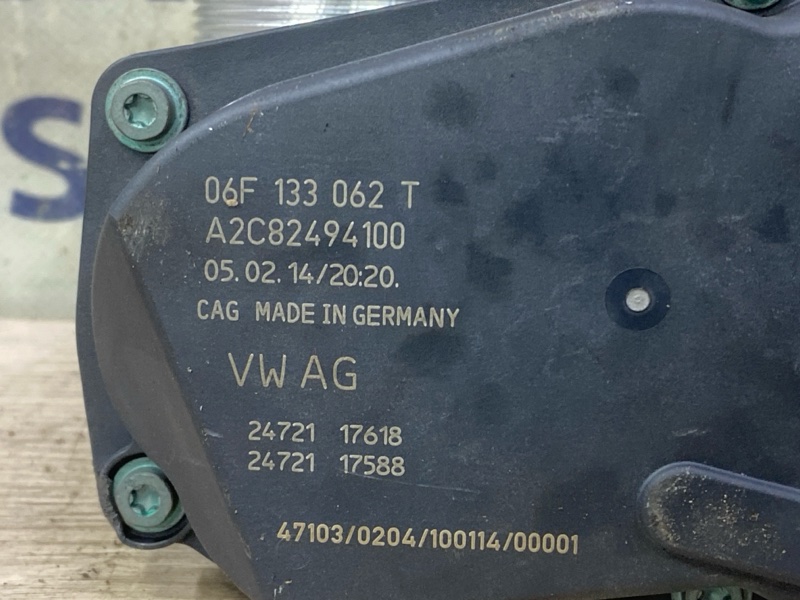 06F 133 062 T
A2C82494100
05.02.14/20:20.
CAG MADE IN GERMANY
VW AG
24721 17618
24721 17588
47103/0204/100114/00001
S